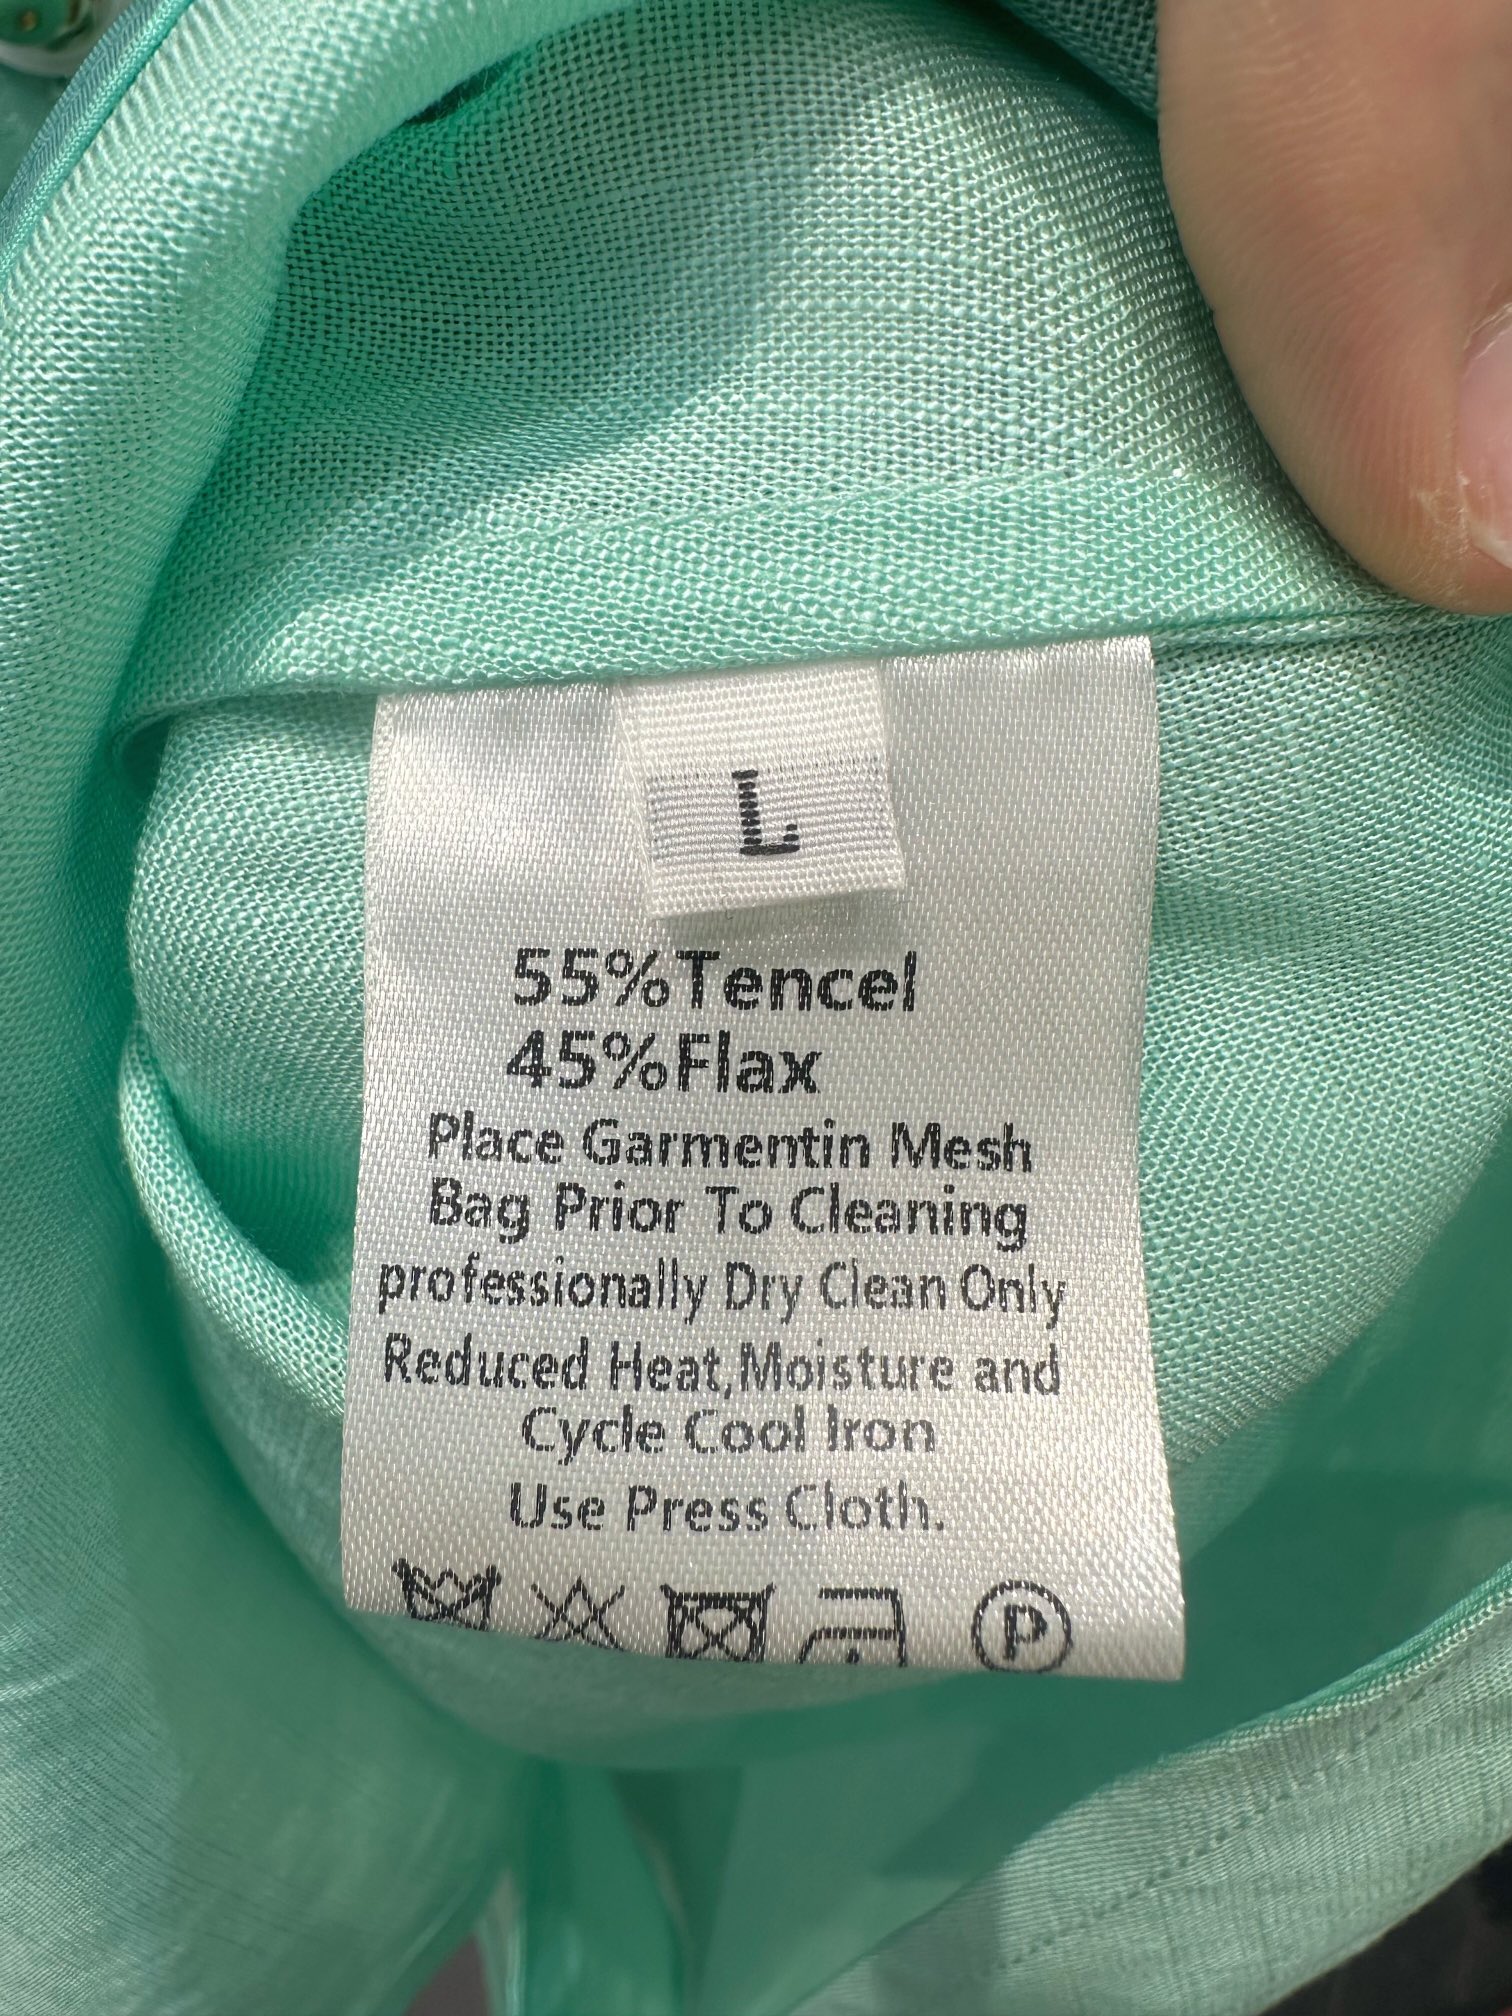 L
55%Tencel
45%Flax
Place Garmentin Mesh
Bag Prior To Cleaning
professionally Dry Clean Only
Reduced Heat,Moisture and
Cycle Cool Iron
Use Press Cloth.
P